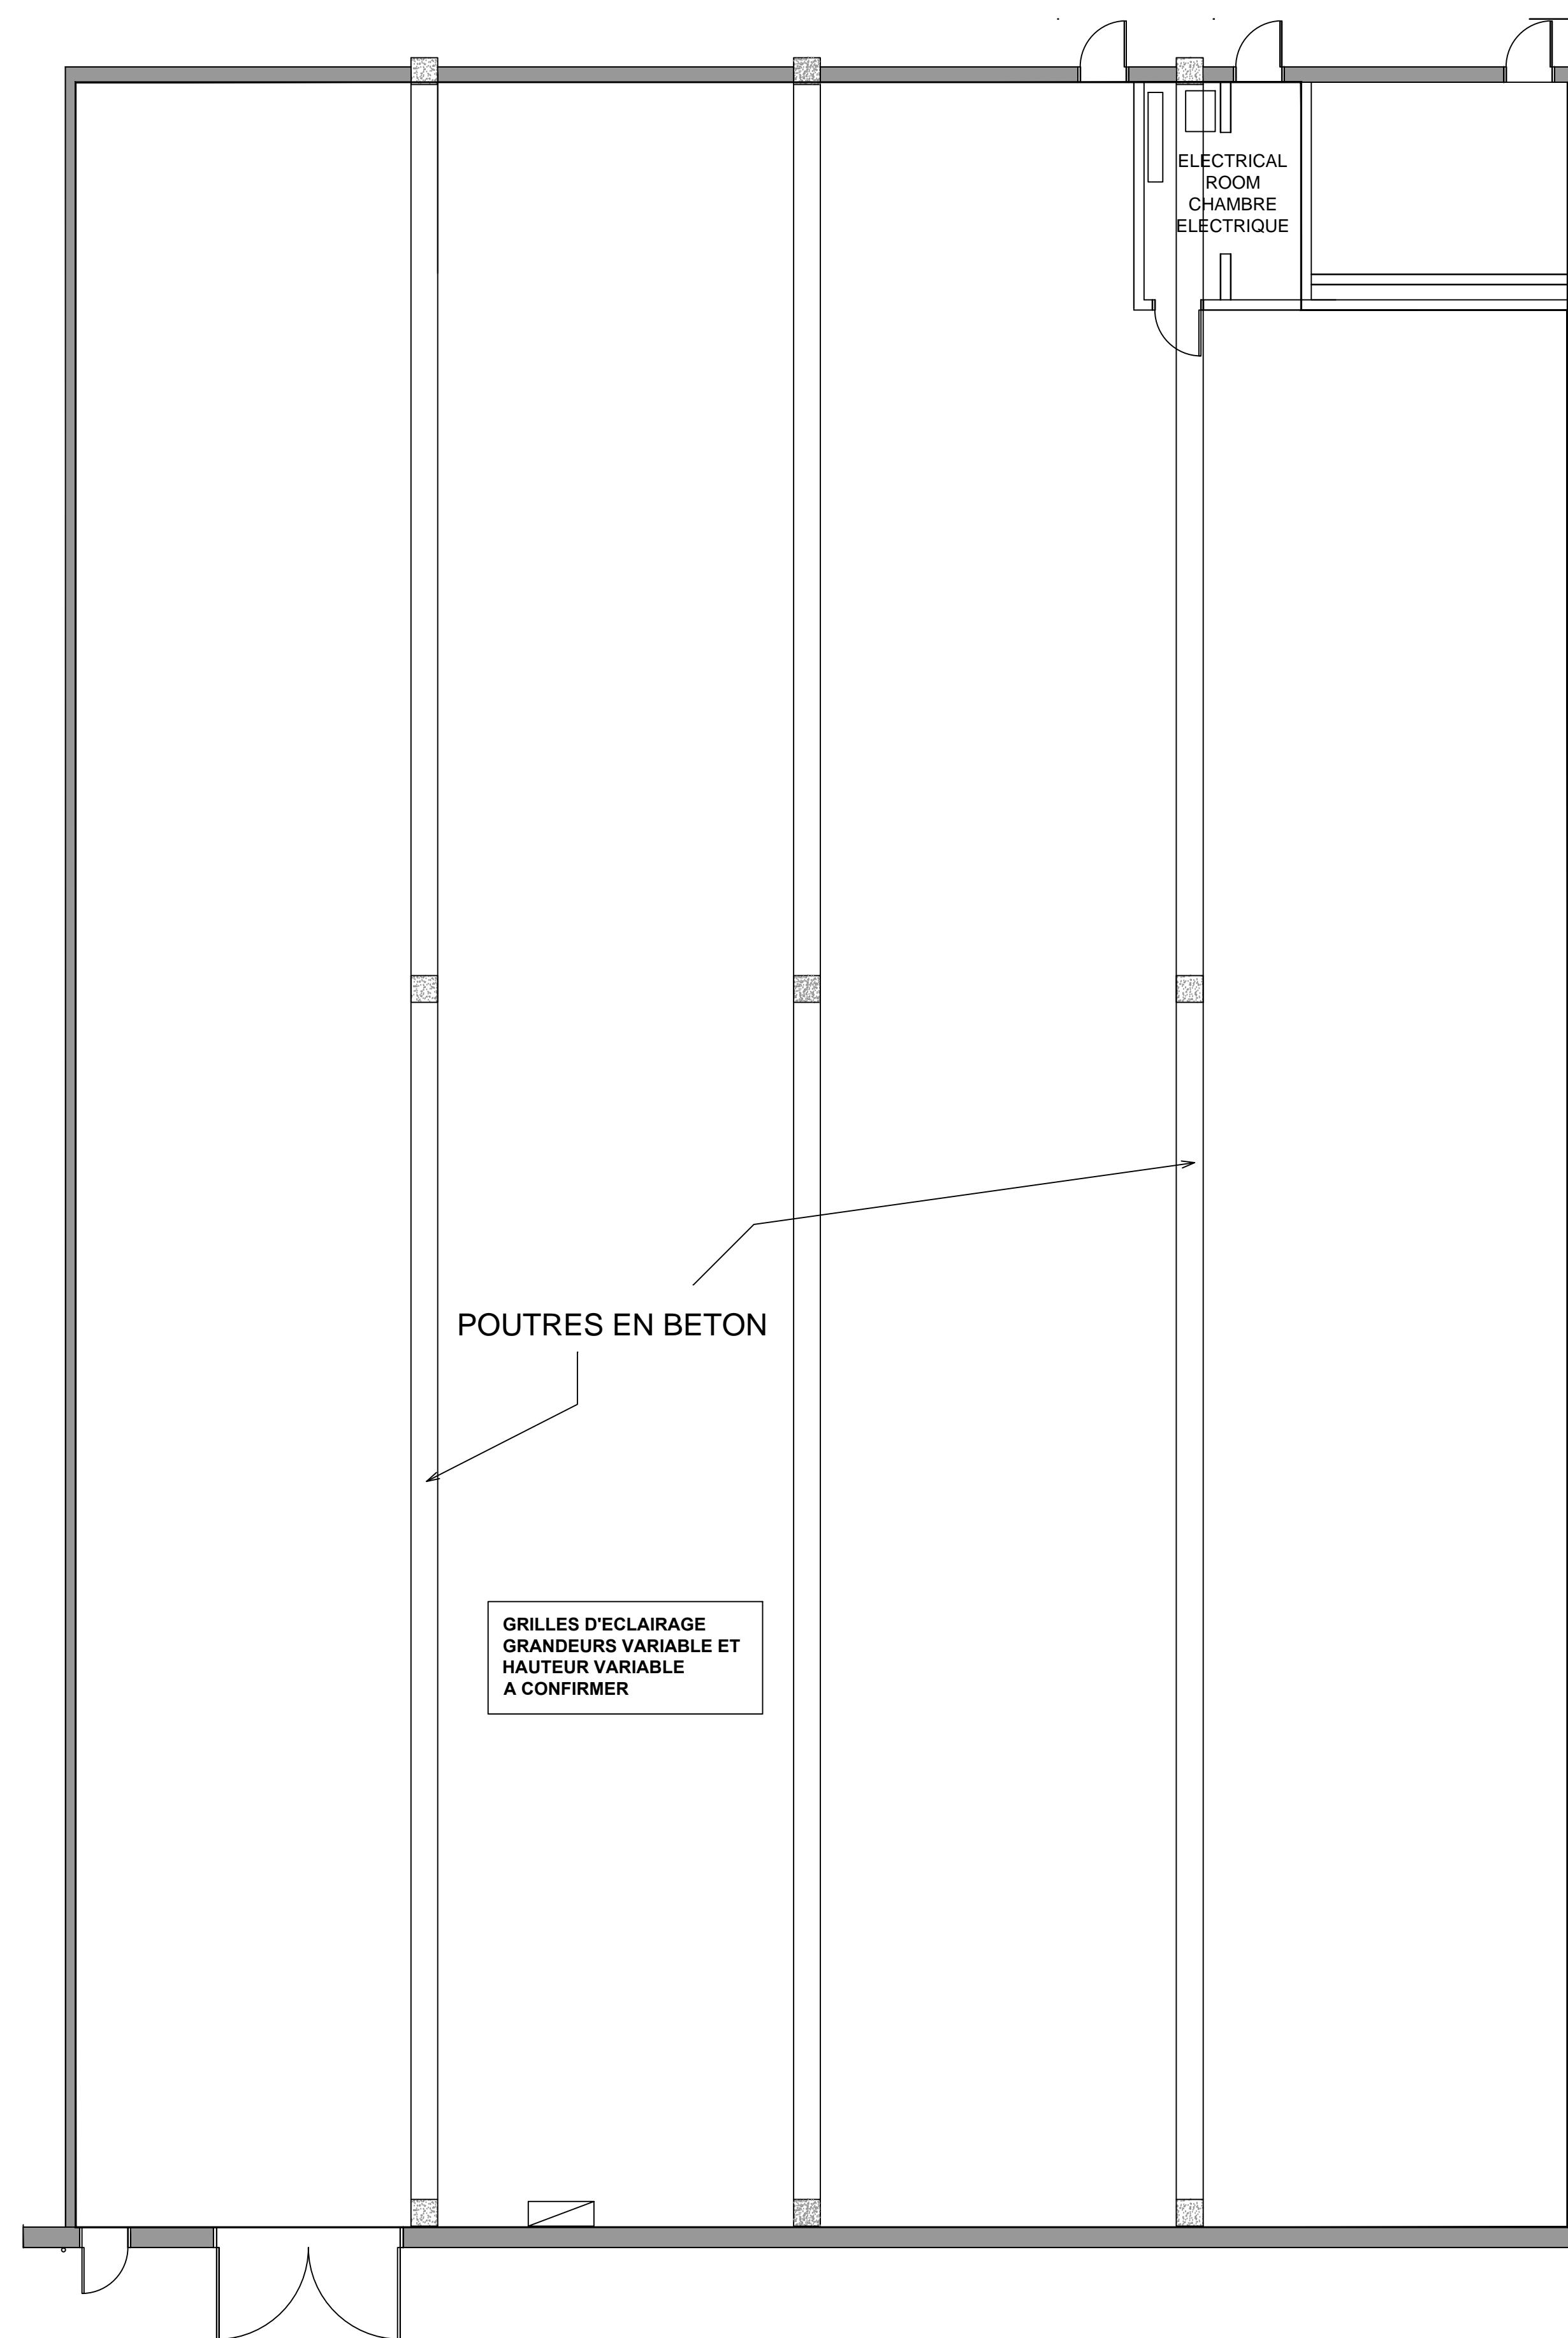 ELECTRICAL
ROOM
CHAMBRE
ELECTRIQUE
POUTRES EN BETON
GRILLES D'ECLAIRAGE
GRANDEURS VARIABLE ET
HAUTEUR VARIABLE
A CONFIRMER